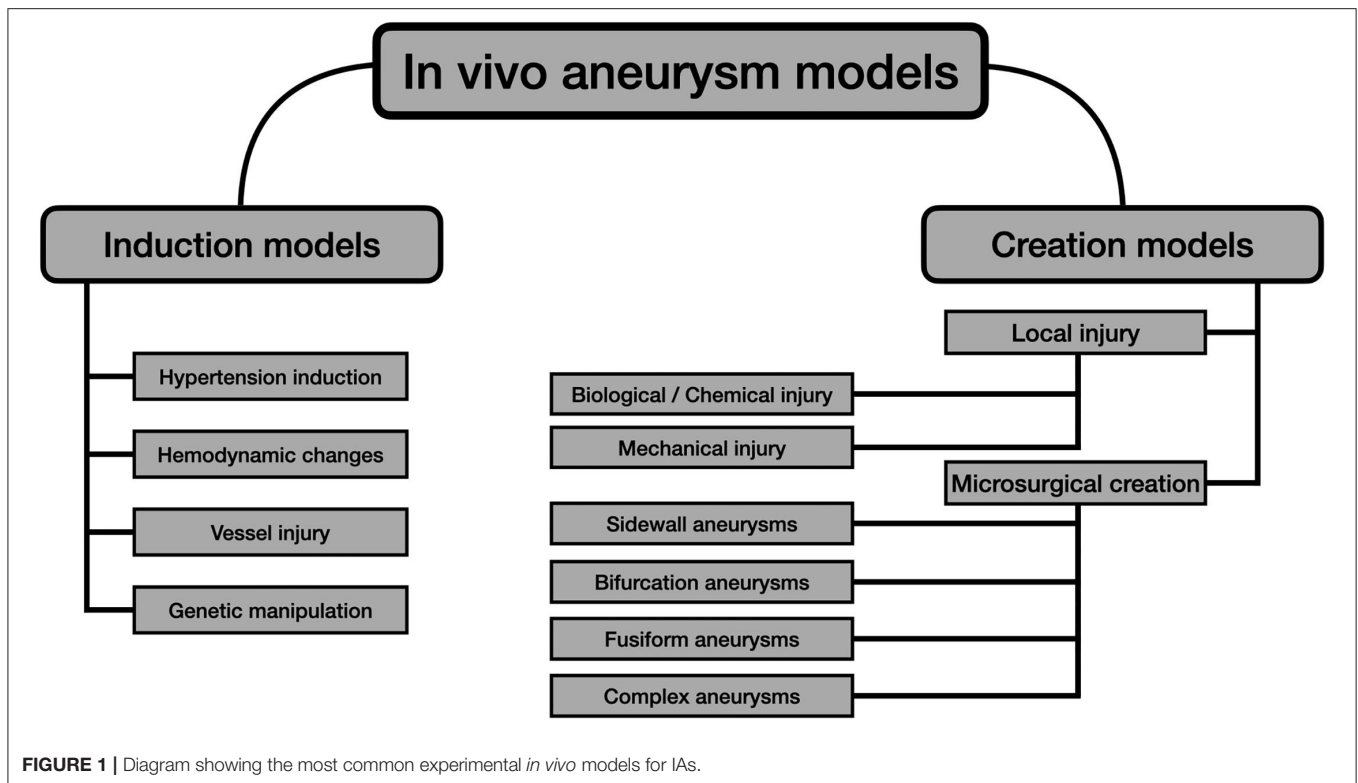 In vivo aneurysm models
Induction models
Hypertension induction
Hemodynamic changes
Vessel injury
Genetic manipulation
Creation models
Local injury
Biological / Chemical injury
Mechanical injury
Microsurgical creation
Sidewall aneurysms
Bifurcation aneurysms
Fusiform aneurysms
Complex aneurysms
FIGURE 1 | Diagram showing the most common experimental in vivo models for IAs.